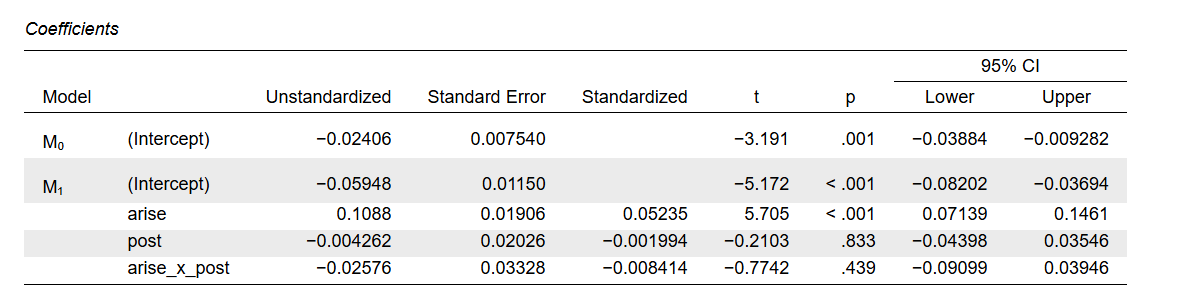 Coefficients
95% CI
Model Unstandardized Standard Error Standardized t p Lower Upper
M₀ (Intercept) −0.02406 0.007540 −3.191 .001 −0.03884 −0.009282
M₁ (Intercept) −0.05948 0.01150 −5.172 < .001 −0.08202 −0.03694
arise 0.1088 0.01906 0.05235 5.705 < .001 0.07139 0.1461
post −0.004262 0.02026 −0.001994 −0.2103 .833 −0.04398 0.03546
arise_x_post −0.02576 0.03328 −0.008414 −0.7742 .439 −0.09099 0.03946